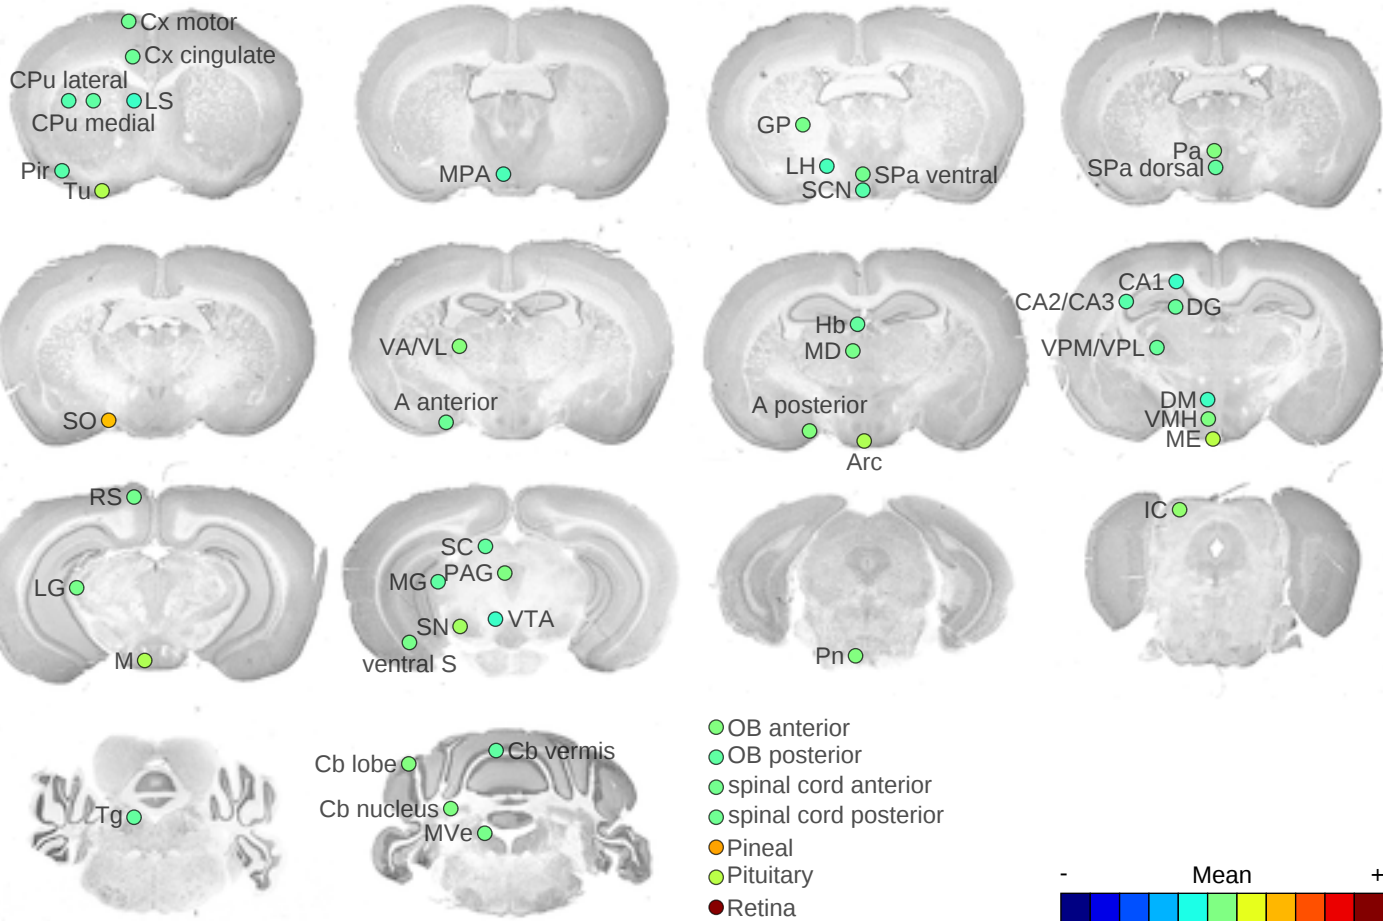 Cx motor
Cx cingulate
CPu lateral
LS
CPu medial
Pir
Tu
MPA
GP
LH
SPa ventral
SCN
Pa
SPa dorsal
SO
VA/VL
A anterior
Hb
MD
A posterior
Arc
CA1
CA2/CA3
DG
VPM/VPL
DM
VMH
ME
RS
LG
M
SC
MG
PAG
SN
VTA
ventral S
Pn
IC
Tg
Cb lobe
Cb vermis
Cb nucleus
MVe
OB anterior
OB posterior
spinal cord anterior
spinal cord posterior
Pineal
Pituitary
Retina
- Mean +